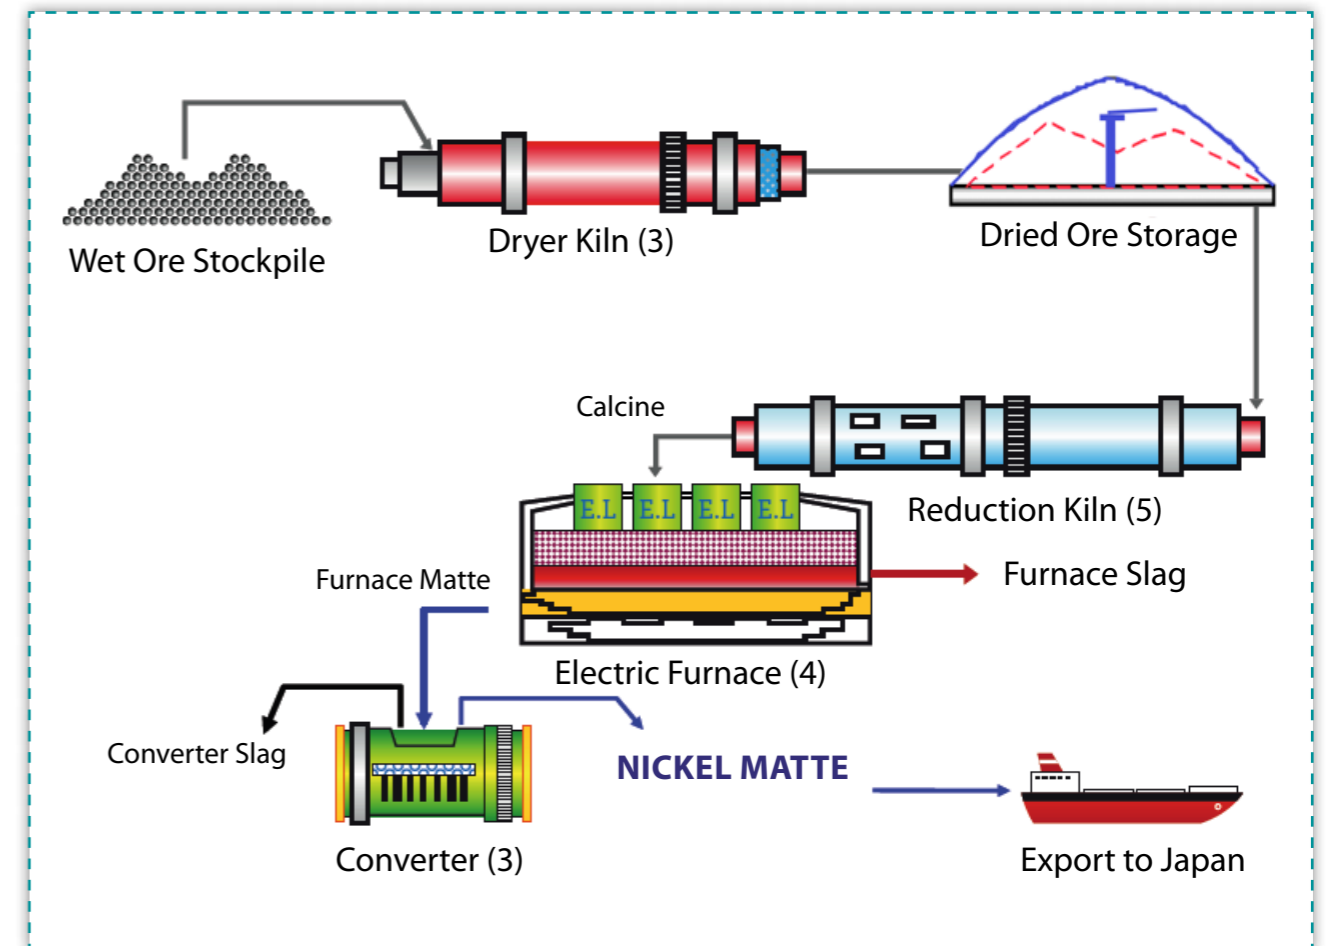 Wet Ore Stockpile
Dryer Kiln (3)
Dried Ore Storage
Calcine
E.L E.L E.L E.L
Reduction Kiln (5)
Furnace Slag
Furnace Matte
Electric Furnace (4)
Converter Slag
NICKEL MATTE
Converter (3)
Export to Japan